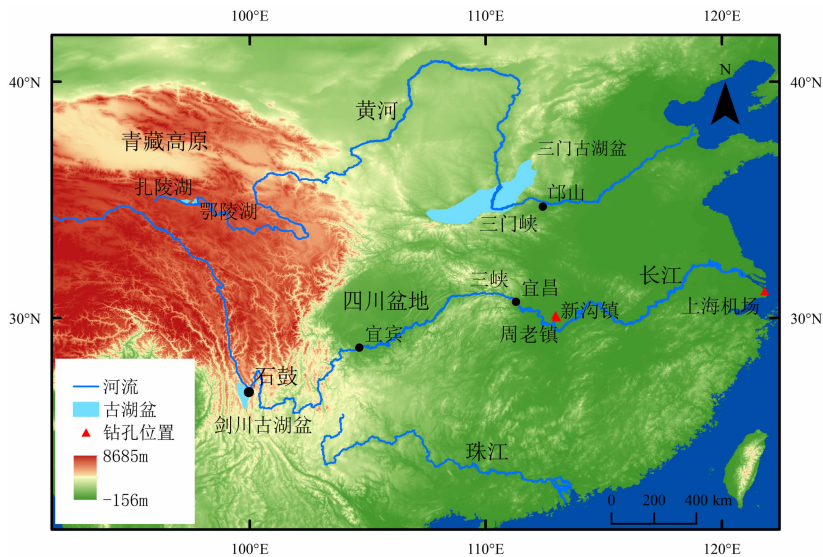 100°E
110°E
120°E
40°N
40°N
N
黄河
青藏高原
三门古湖盆
扎陵湖
鄂陵湖
邙山
三门峡
三峡
宜昌
长江
四川盆地
新沟镇
上海机场
30°N
30°N
宜宾
周老镇
石鼓
剑川古湖盆
珠江
河流
古湖盆
钻孔位置
8685m
-156m
0 200 400 km
100°E
110°E
120°E